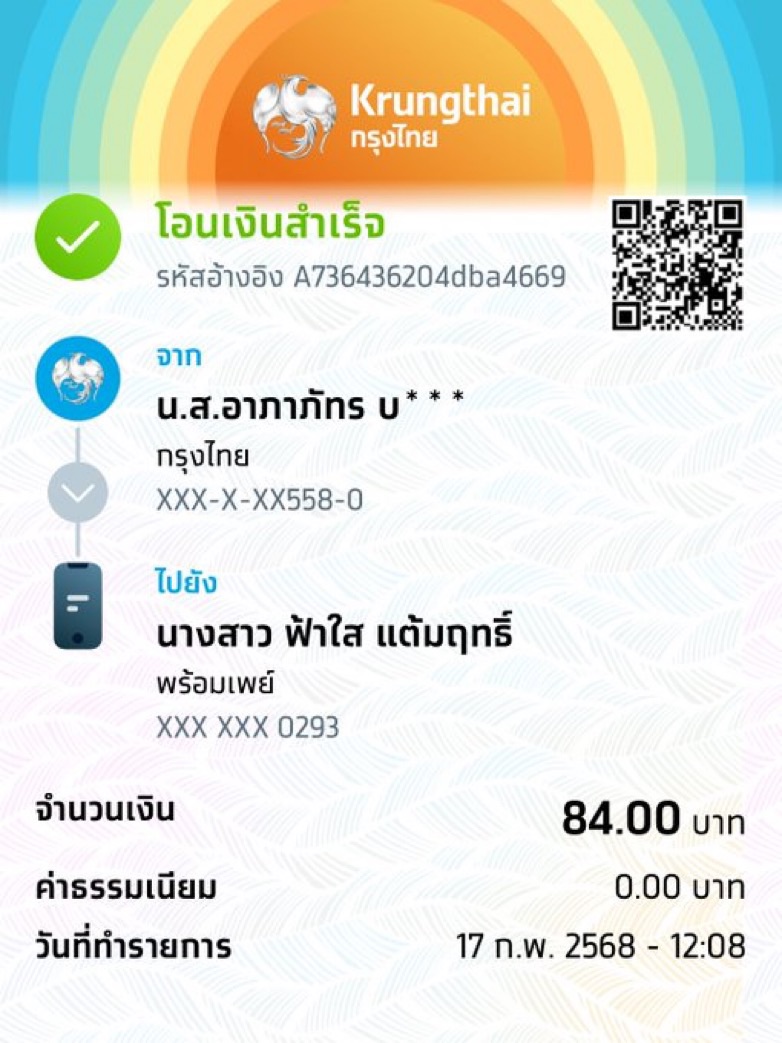 Krungthai
กรุงไทย
โอนเงินสำเร็จ
รหัสอ้างอิง A736436204dba4669
จาก
น.ส.อาภาภัทร บ***
กรุงไทย
XXX-X-XX558-0
ไปยัง
นางสาว ฟ้าใส แต้มฤทธิ์
พร้อมเพย์
XXX XXX 0293
จำนวนเงิน 84.00 บาท
ค่าธรรมเนียม 0.00 บาท
วันที่ทำรายการ 17 ก.พ. 2568 - 12:08